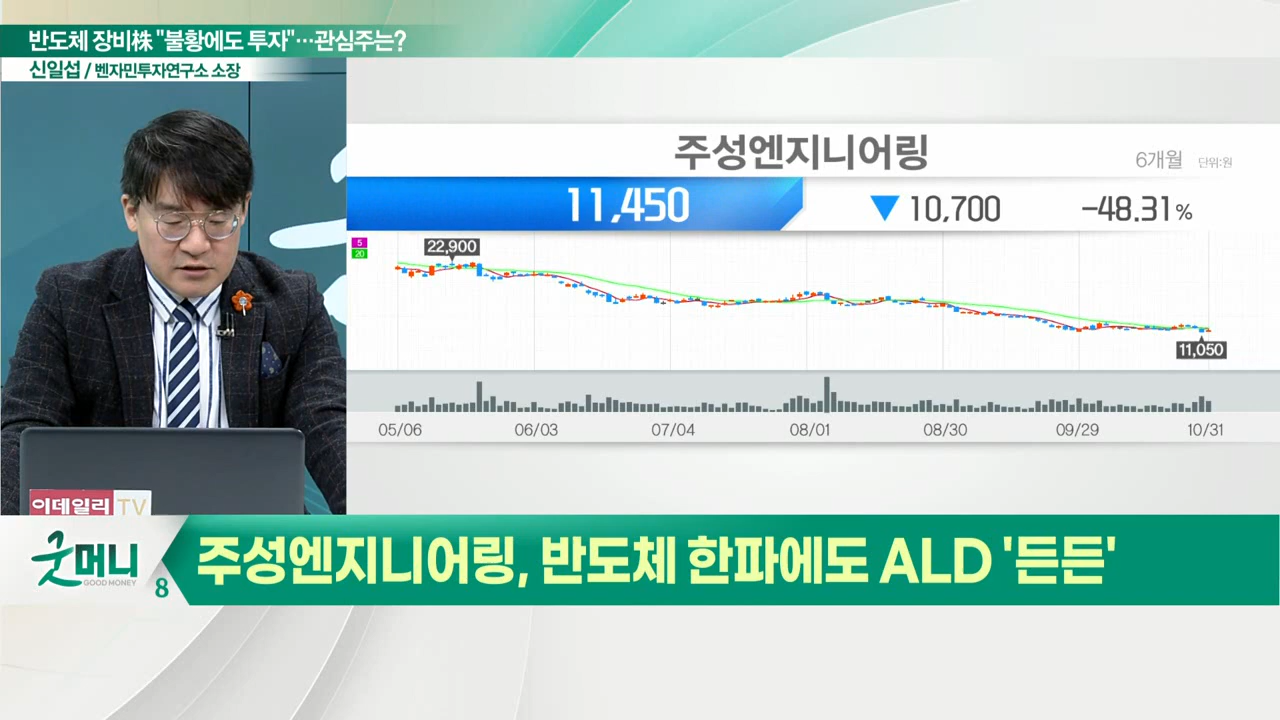 반도체 장비株 "불황에도 투자"…관심주는?
신일섭 / 벤자민투자연구소 소장
주성엔지니어링
6개월 단위:원
11,450 ▼ 10,700 -48.31%
5
20
22,900
11,050
05/06 06/03 07/04 08/01 08/30 09/29 10/31
이데일리 TV
굿머니
GOOD MONEY
8
주성엔지니어링, 반도체 한파에도 ALD '든든'